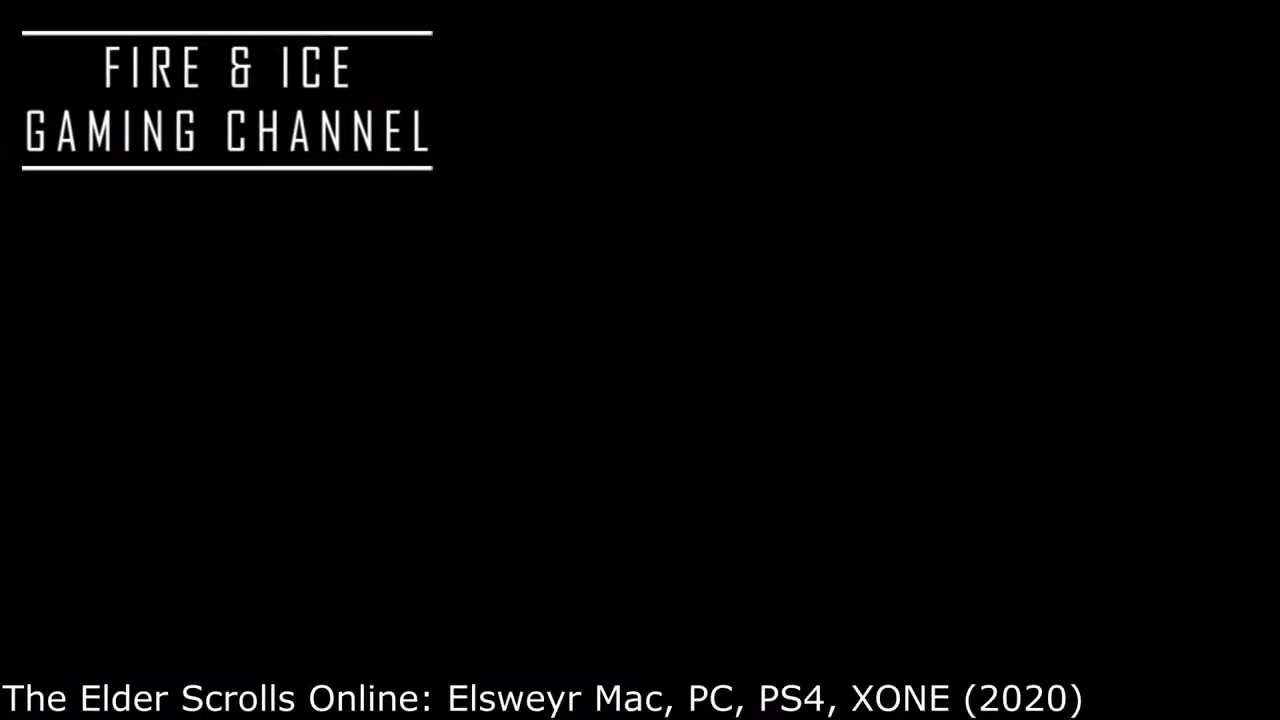 FIRE & ICE
GAMING CHANNEL
The Elder Scrolls Online: Elsweyr Mac, PC, PS4, XONE (2020)